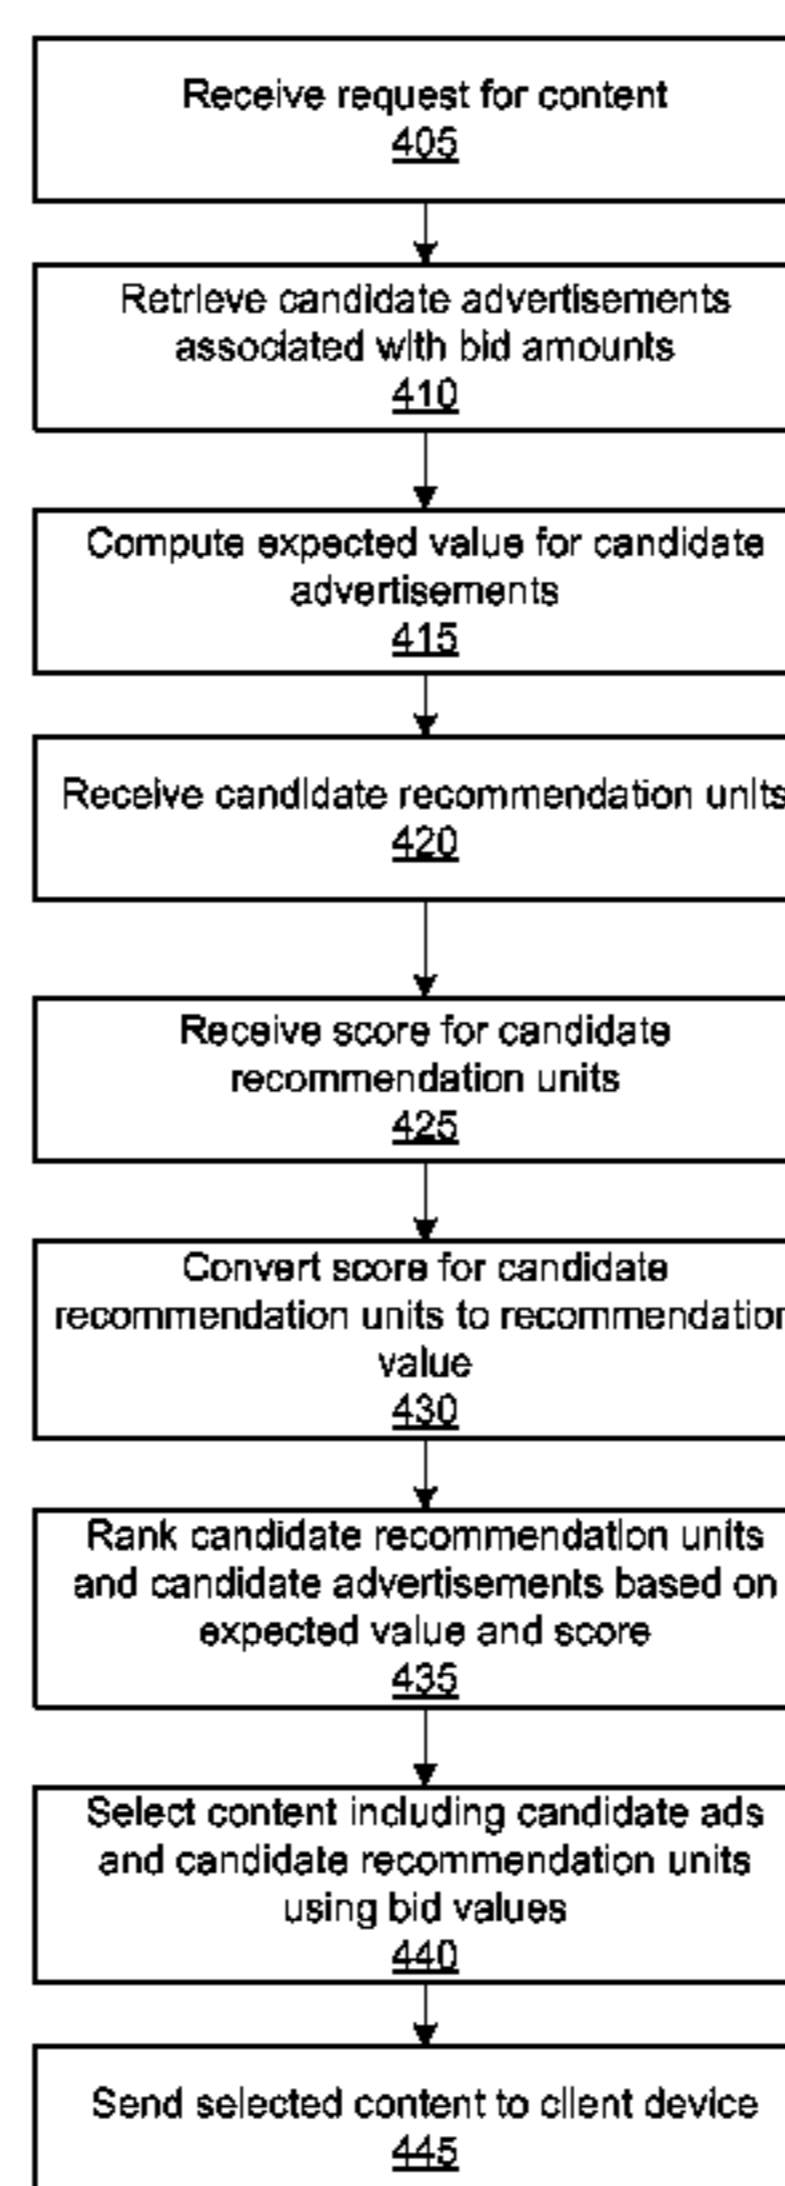 Receive request for content
405
Retrieve candidate advertisements
associated with bid amounts
410
Compute expected value for candidate
advertisements
415
Receive candidate recommendation units
420
Receive score for candidate
recommendation units
425
Convert score for candidate
recommendation units to recommendation
value
430
Rank candidate recommendation units
and candidate advertisements based on
expected value and score
435
Select content including candidate ads
and candidate recommendation units
using bid values
440
Send selected content to client device
445